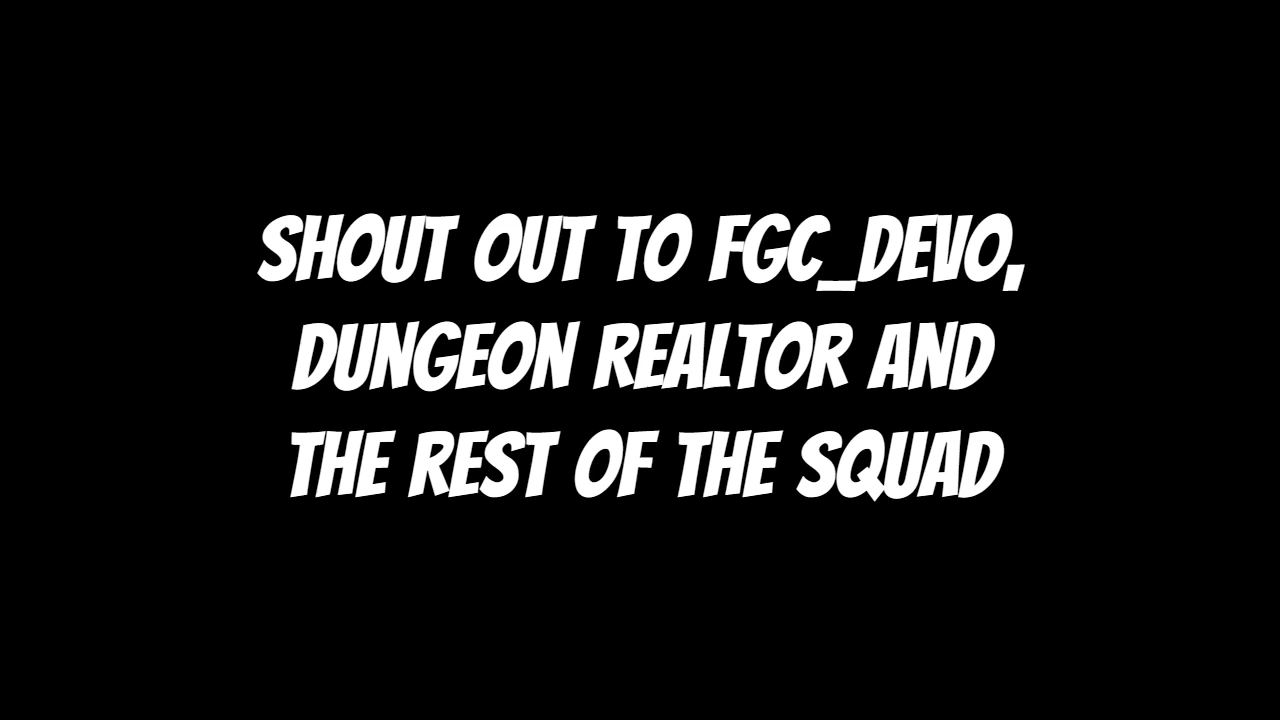 SHOUT OUT TO FGC_DEVO,
DUNGEON REALTOR AND
THE REST OF THE SQUAD